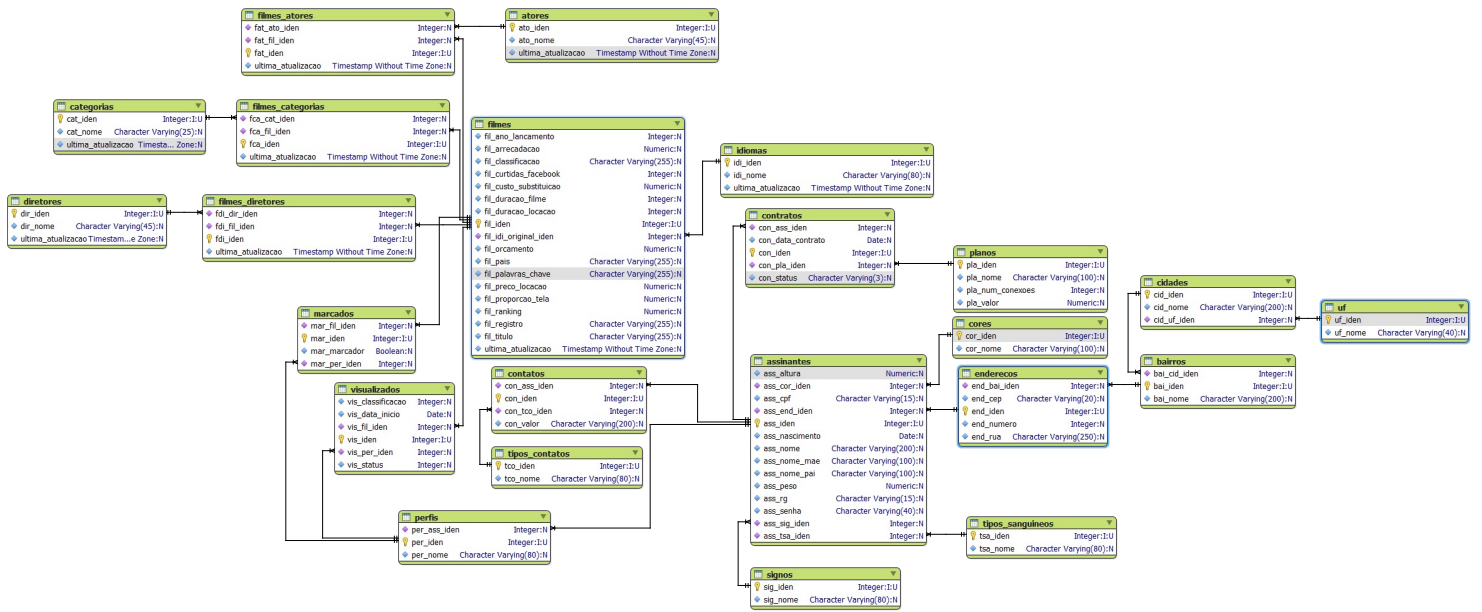 filmes_atores
fat_ato_iden Integer:N
fat_fil_iden Integer:N
fat_iden Integer:I:U
ultima_atualizacao Timestamp Without Time Zone:N
atores
ato_iden Integer:I:U
ato_nome Character Varying(45):N
ultima_atualizacao Timestamp Without Time Zone:N
categorias
cat_iden Integer:I:U
cat_nome Character Varying(25):N
ultima_atualizacao Timesta... Zone:N
filmes_categorias
fca_cat_iden Integer:N
fca_fil_iden Integer:N
fca_iden Integer:I:U
ultima_atualizacao Timestamp Without Time Zone:N
filmes
fil_ano_lancamento Integer:N
fil_arrecadacao Numeric:N
fil_classificacao Character Varying(255):N
fil_curtidas_facebook Integer:N
fil_custo_substituicao Numeric:N
fil_duracao_filme Integer:N
fil_duracao_locacao Integer:N
fil_iden Integer:I:U
fil_idi_original_iden Integer:N
fil_orcamento Numeric:N
fil_pais Character Varying(255):N
fil_palavras_chave Character Varying(255):N
fil_preco_locacao Numeric:N
fil_proporcao_tela Numeric:N
fil_ranking Numeric:N
fil_registro Character Varying(255):N
fil_titulo Character Varying(255):N
ultima_atualizacao Timestamp Without Time Zone:N
idiomas
idi_iden Integer:I:U
idi_nome Character Varying(80):N
ultima_atualizacao Timestamp Without Time Zone:N
diretores
dir_iden Integer:I:U
dir_nome Character Varying(45):N
ultima_atualizacao Timestam...e Zone:N
filmes_diretores
fdi_dir_iden Integer:N
fdi_fil_iden Integer:N
fdi_iden Integer:I:U
ultima_atualizacao Timestamp Without Time Zone:N
contratos
con_ass_iden Integer:N
con_data_contrato Date:N
con_iden Integer:I:U
con_pla_iden Integer:N
con_status Character Varying(3):N
planos
pla_iden Integer:I:U
pla_nome Character Varying(100):N
pla_num_conexoes Integer:N
pla_valor Numeric:N
cidades
cid_iden Integer:I:U
cid_nome Character Varying(200):N
cid_uf_iden Integer:N
uf
uf_iden Integer:I:U
uf_nome Character Varying(40):N
marcados
mar_fil_iden Integer:N
mar_iden Integer:I:U
mar_marcador Boolean:N
mar_per_iden Integer:N
cores
cor_iden Integer:I:U
cor_nome Character Varying(100):N
assinantes
ass_altura Numeric:N
ass_cor_iden Integer:N
ass_cpf Character Varying(15):N
ass_end_iden Integer:N
ass_iden Integer:I:U
ass_nascimento Date:N
ass_nome Character Varying(200):N
ass_nome_mae Character Varying(100):N
ass_nome_pai Character Varying(100):N
ass_peso Numeric:N
ass_rg Character Varying(15):N
ass_senha Character Varying(40):N
ass_sig_iden Integer:N
ass_tsa_iden Integer:N
enderecos
end_bai_iden Integer:N
end_cep Character Varying(20):N
end_iden Integer:I:U
end_numero Integer:N
end_rua Character Varying(250):N
bairros
bai_cid_iden Integer:N
bai_iden Integer:I:U
bai_nome Character Varying(200):N
contatos
con_ass_iden Integer:N
con_iden Integer:I:U
con_tco_iden Integer:N
con_valor Character Varying(200):N
visualizados
vis_classificacao Integer:N
vis_data_inicio Date:N
vis_fil_iden Integer:N
vis_iden Integer:I:U
vis_per_iden Integer:N
vis_status Integer:N
tipos_contatos
tco_iden Integer:I:U
tco_nome Character Varying(80):N
perfis
per_ass_iden Integer:N
per_iden Integer:I:U
per_nome Character Varying(80):N
tipos_sanguineos
tsa_iden Integer:I:U
tsa_nome Character Varying(80):N
signos
sig_iden Integer:I:U
sig_nome Character Varying(80):N